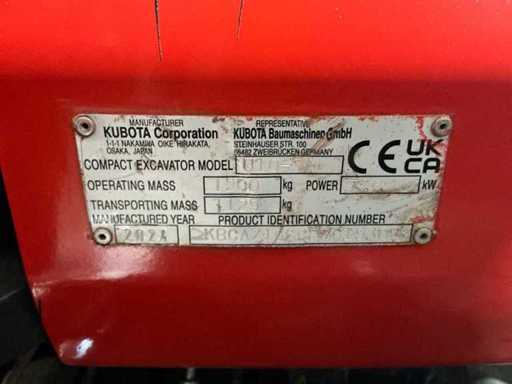 MANUFACTURER
KUBOTA Corporation
1-1-1 NAKAMIYA OIKE HIRAKATA,
OSAKA, JAPAN
REPRESENTATIVE
KUBOTA Baumaschinen GmbH
STEINHAUSER STR. 100
66482 ZWEIBRÜCKEN GERMANY
CE UK CA
COMPACT EXCAVATOR MODEL
OPERATING MASS kg POWER kW
TRANSPORTING MASS kg
MANUFACTURED YEAR PRODUCT IDENTIFICATION NUMBER
2024